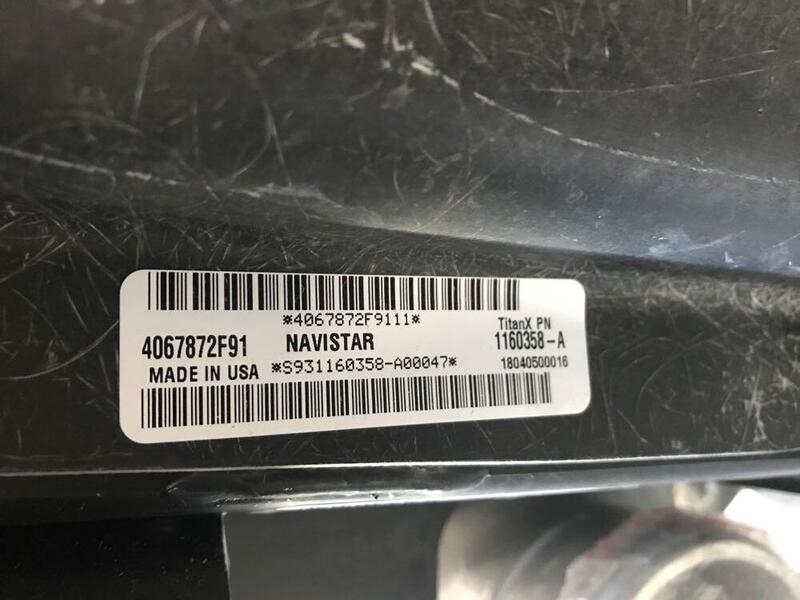 *4067872F9111*
4067872F91
NAVISTAR
TitanX PN
1160358-A
MADE IN USA
*S931160358-A00047*
18040500016